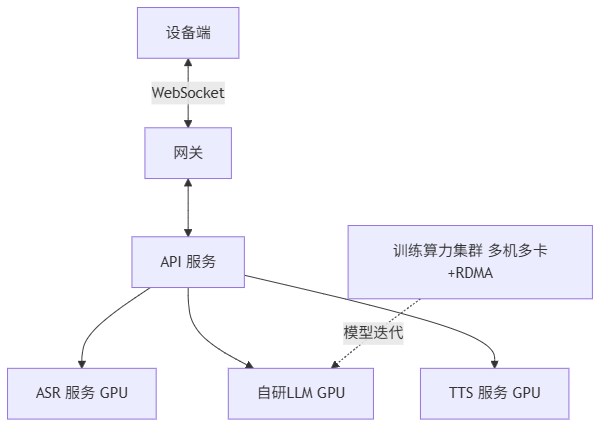 设备端
WebSocket
网关
API 服务
训练算力集群 多机多卡
+RDMA
模型迭代
ASR 服务 GPU
自研LLM GPU
TTS 服务 GPU